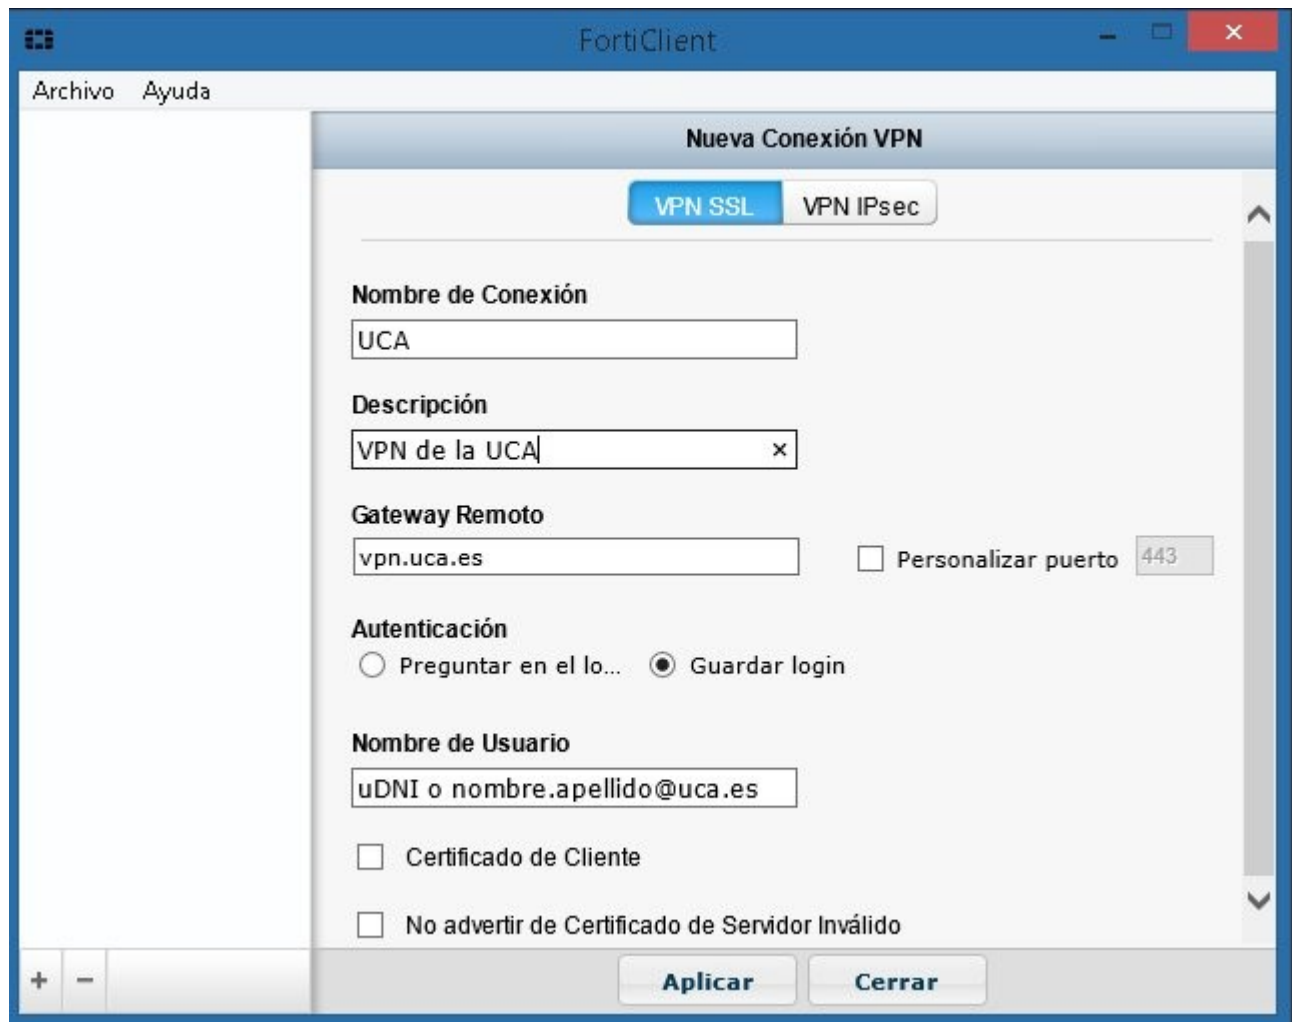 FortiClient
Archivo Ayuda
Nueva Conexión VPN
VPN SSL VPN IPsec
Nombre de Conexión
UCA
Descripción
VPN de la UCA ×
Gateway Remoto
vpn.uca.es Personalizar puerto 443
Autenticación
Preguntar en el lo... Guardar login
Nombre de Usuario
uDNI o nombre.apellido@uca.es
Certificado de Cliente
No advertir de Certificado de Servidor Inválido
+ − Aplicar Cerrar